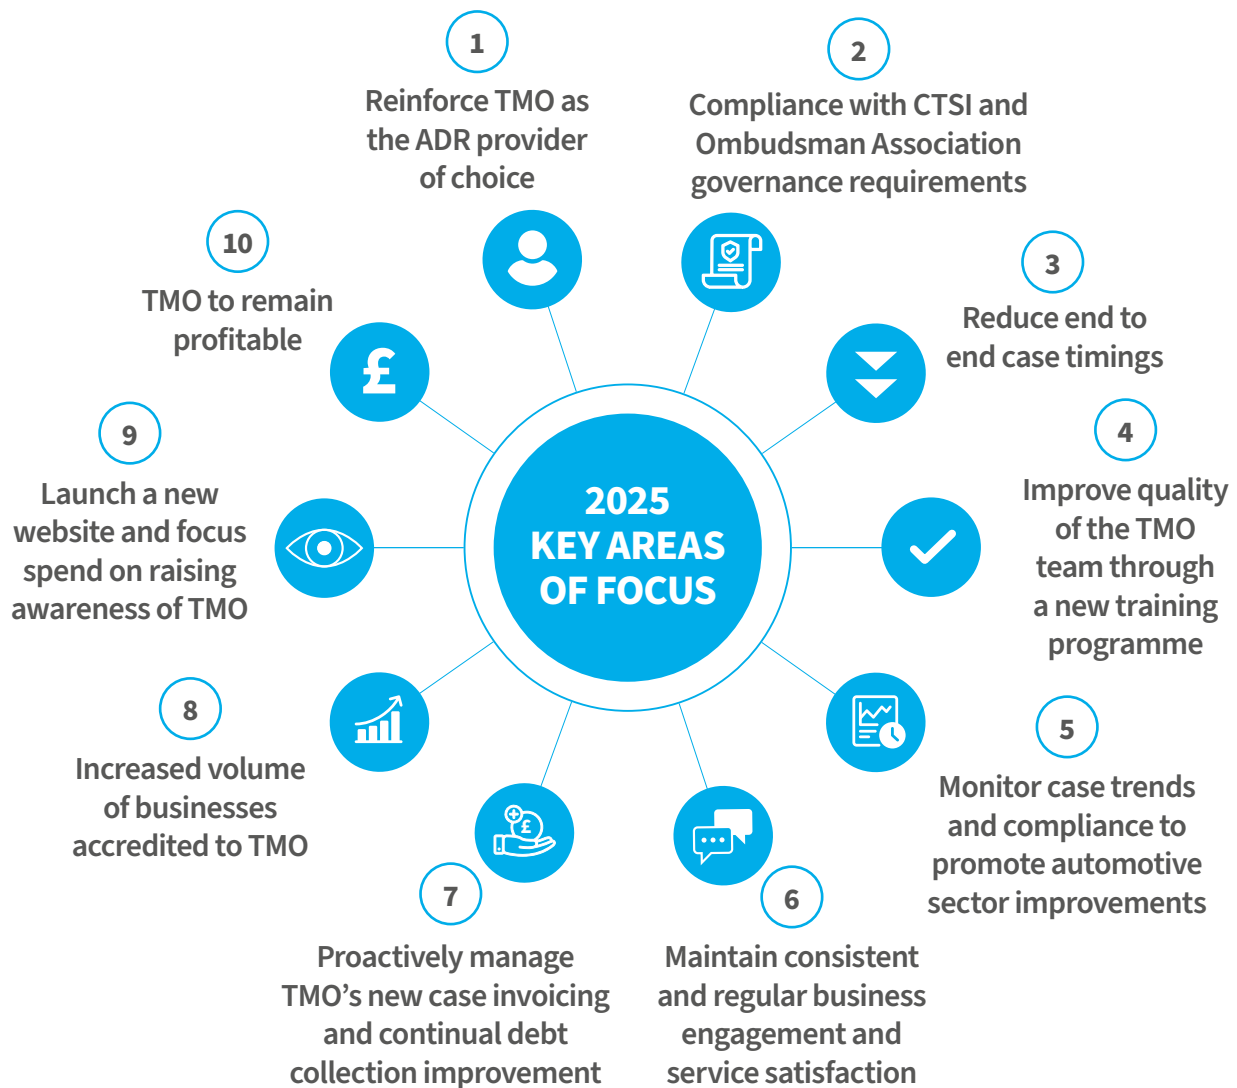 2025
KEY AREAS
OF FOCUS
1
Reinforce TMO as
the ADR provider
of choice
2
Compliance with CTSI and
Ombudsman Association
governance requirements
3
Reduce end to
end case timings
4
Improve quality
of the TMO
team through
a new training
programme
5
Monitor case trends
and compliance to
promote automotive
sector improvements
6
Maintain consistent
and regular business
engagement and
service satisfaction
7
Proactively manage
TMO’s new case invoicing
and continual debt
collection improvement
£
8
Increased volume
of businesses
accredited to TMO
9
Launch a new
website and focus
spend on raising
awareness of TMO
10
TMO to remain
profitable
£